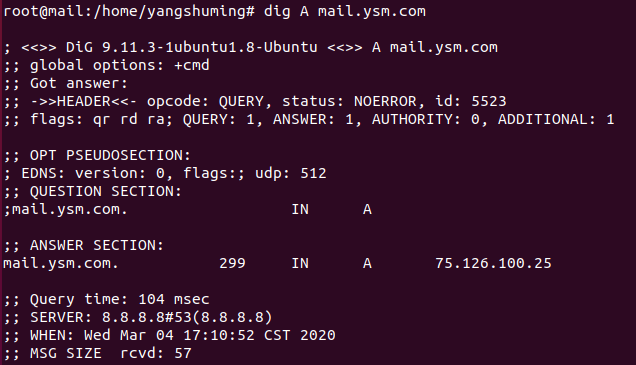 root@mail:/home/yangshuming# dig A mail.ysm.com
; <<>> DiG 9.11.3-1ubuntu1.8-Ubuntu <<>> A mail.ysm.com
;; global options: +cmd
;; Got answer:
;; ->>HEADER<<- opcode: QUERY, status: NOERROR, id: 5523
;; flags: qr rd ra; QUERY: 1, ANSWER: 1, AUTHORITY: 0, ADDITIONAL: 1
;; OPT PSEUDOSECTION:
; EDNS: version: 0, flags:; udp: 512
;; QUESTION SECTION:
;mail.ysm.com. IN A
;; ANSWER SECTION:
mail.ysm.com. 299 IN A 75.126.100.25
;; Query time: 104 msec
;; SERVER: 8.8.8.8#53(8.8.8.8)
;; WHEN: Wed Mar 04 17:10:52 CST 2020
;; MSG SIZE rcvd: 57